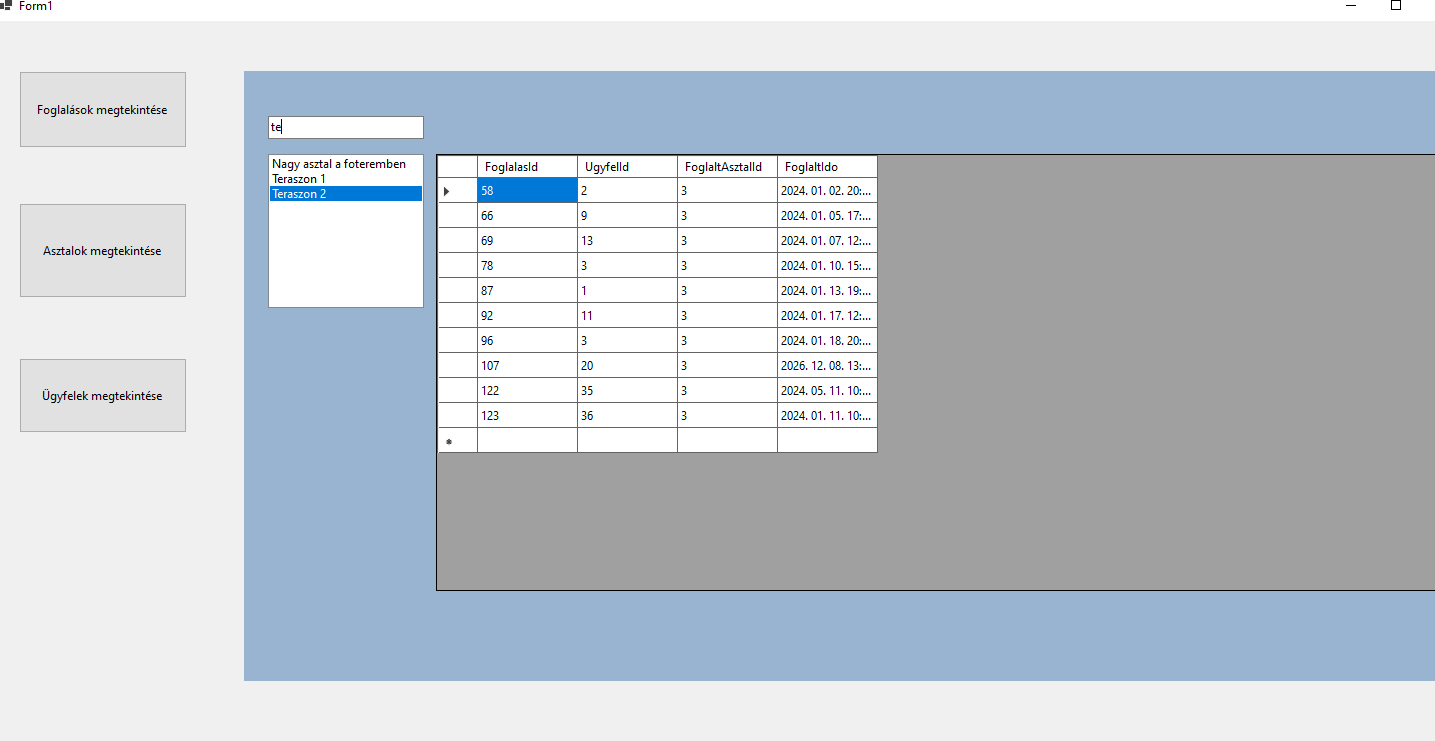 Form1
Foglalások megtekintése
Asztalok megtekintése
Ügyfelek megtekintése
te
Nagy asztal a foteremben
Teraszon 1
Teraszon 2
FoglalasId UgyfelId FoglaltAsztalId FoglaltIdo
58 2 3 2024. 01. 02. 20:...
66 9 3 2024. 01. 05. 17:...
69 13 3 2024. 01. 07. 12:...
78 3 3 2024. 01. 10. 15:...
87 1 3 2024. 01. 13. 19:...
92 11 3 2024. 01. 17. 12:...
96 3 3 2024. 01. 18. 20:...
107 20 3 2026. 12. 08. 13:...
122 35 3 2024. 05. 11. 10:...
123 36 3 2024. 01. 11. 10:...